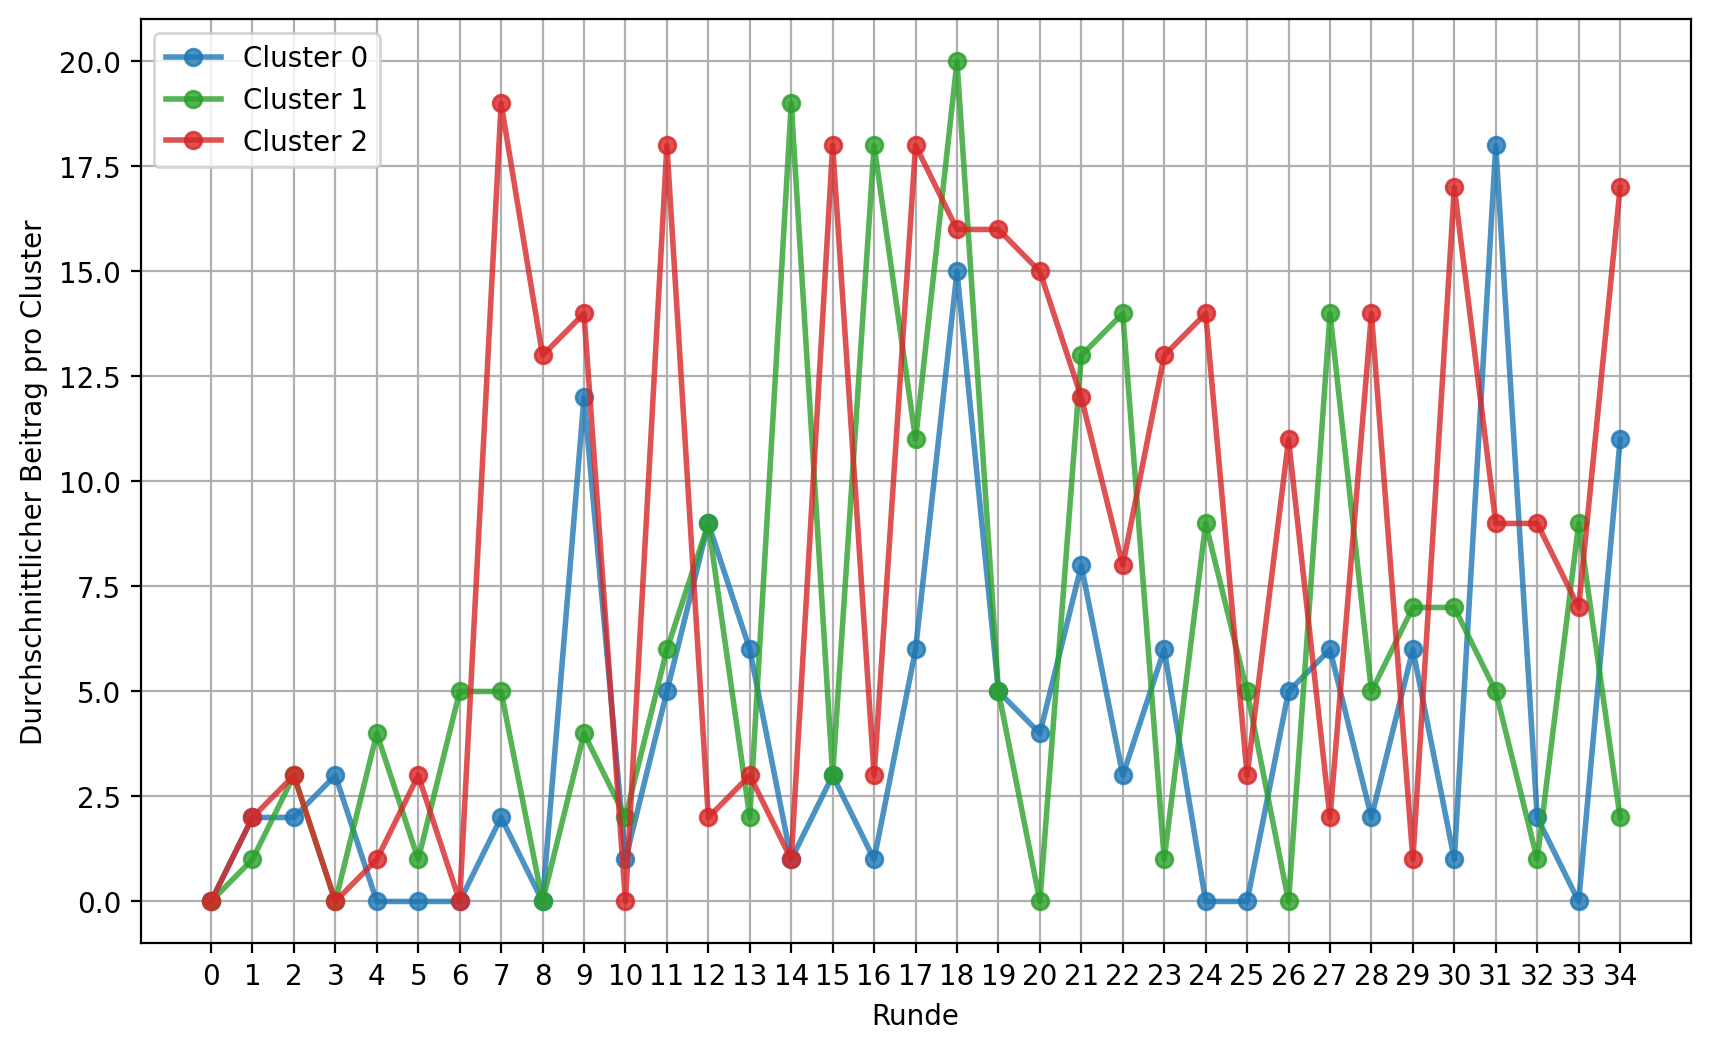 Cluster 0
Cluster 1
Cluster 2
20.0
17.5
15.0
12.5
10.0
7.5
5.0
2.5
0.0
Durchschnittlicher Beitrag pro Cluster
0 1 2 3 4 5 6 7 8 9 10 11 12 13 14 15 16 17 18 19 20 21 22 23 24 25 26 27 28 29 30 31 32 33 34
Runde